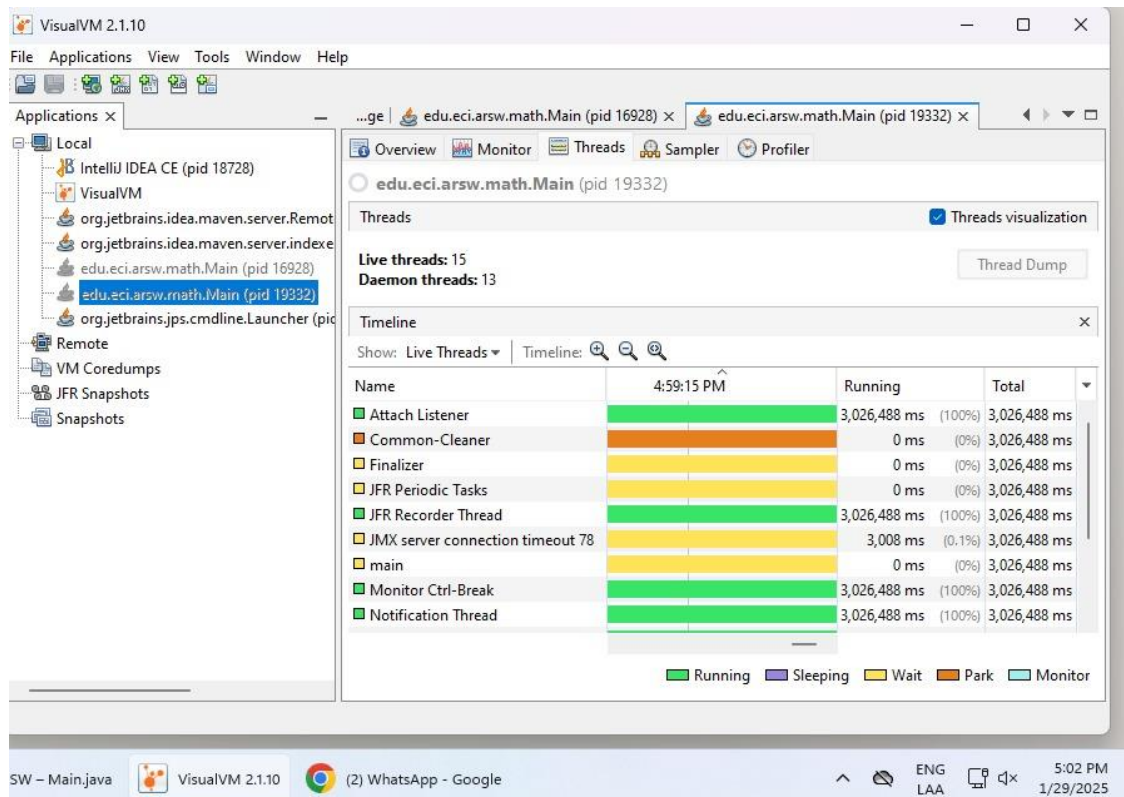 VisualVM 2.1.10
File Applications View Tools Window Help
Applications
Local
IntelliJ IDEA CE (pid 18728)
VisualVM
org.jetbrains.idea.maven.server.Remot
org.jetbrains.idea.maven.server.indexe
edu.eci.arsw.math.Main (pid 16928)
edu.eci.arsw.math.Main (pid 19332)
org.jetbrains.jps.cmdline.Launcher (pid
Remote
VM Coredumps
JFR Snapshots
Snapshots
...ge edu.eci.arsw.math.Main (pid 16928) edu.eci.arsw.math.Main (pid 19332)
Overview Monitor Threads Sampler Profiler
edu.eci.arsw.math.Main (pid 19332)
Threads Threads visualization
Live threads: 15
Daemon threads: 13
Thread Dump
Timeline
Show: Live Threads Timeline:
Name 4:59:15 PM Running Total
Attach Listener 3,026,488 ms (100%) 3,026,488 ms
Common-Cleaner 0 ms (0%) 3,026,488 ms
Finalizer 0 ms (0%) 3,026,488 ms
JFR Periodic Tasks 0 ms (0%) 3,026,488 ms
JFR Recorder Thread 3,026,488 ms (100%) 3,026,488 ms
JMX server connection timeout 78 3,008 ms (0.1%) 3,026,488 ms
main 0 ms (0%) 3,026,488 ms
Monitor Ctrl-Break 3,026,488 ms (100%) 3,026,488 ms
Notification Thread 3,026,488 ms (100%) 3,026,488 ms
Running Sleeping Wait Park Monitor
SW – Main.java VisualVM 2.1.10 (2) WhatsApp - Google ENG 5:02 PM
LAA 1/29/2025